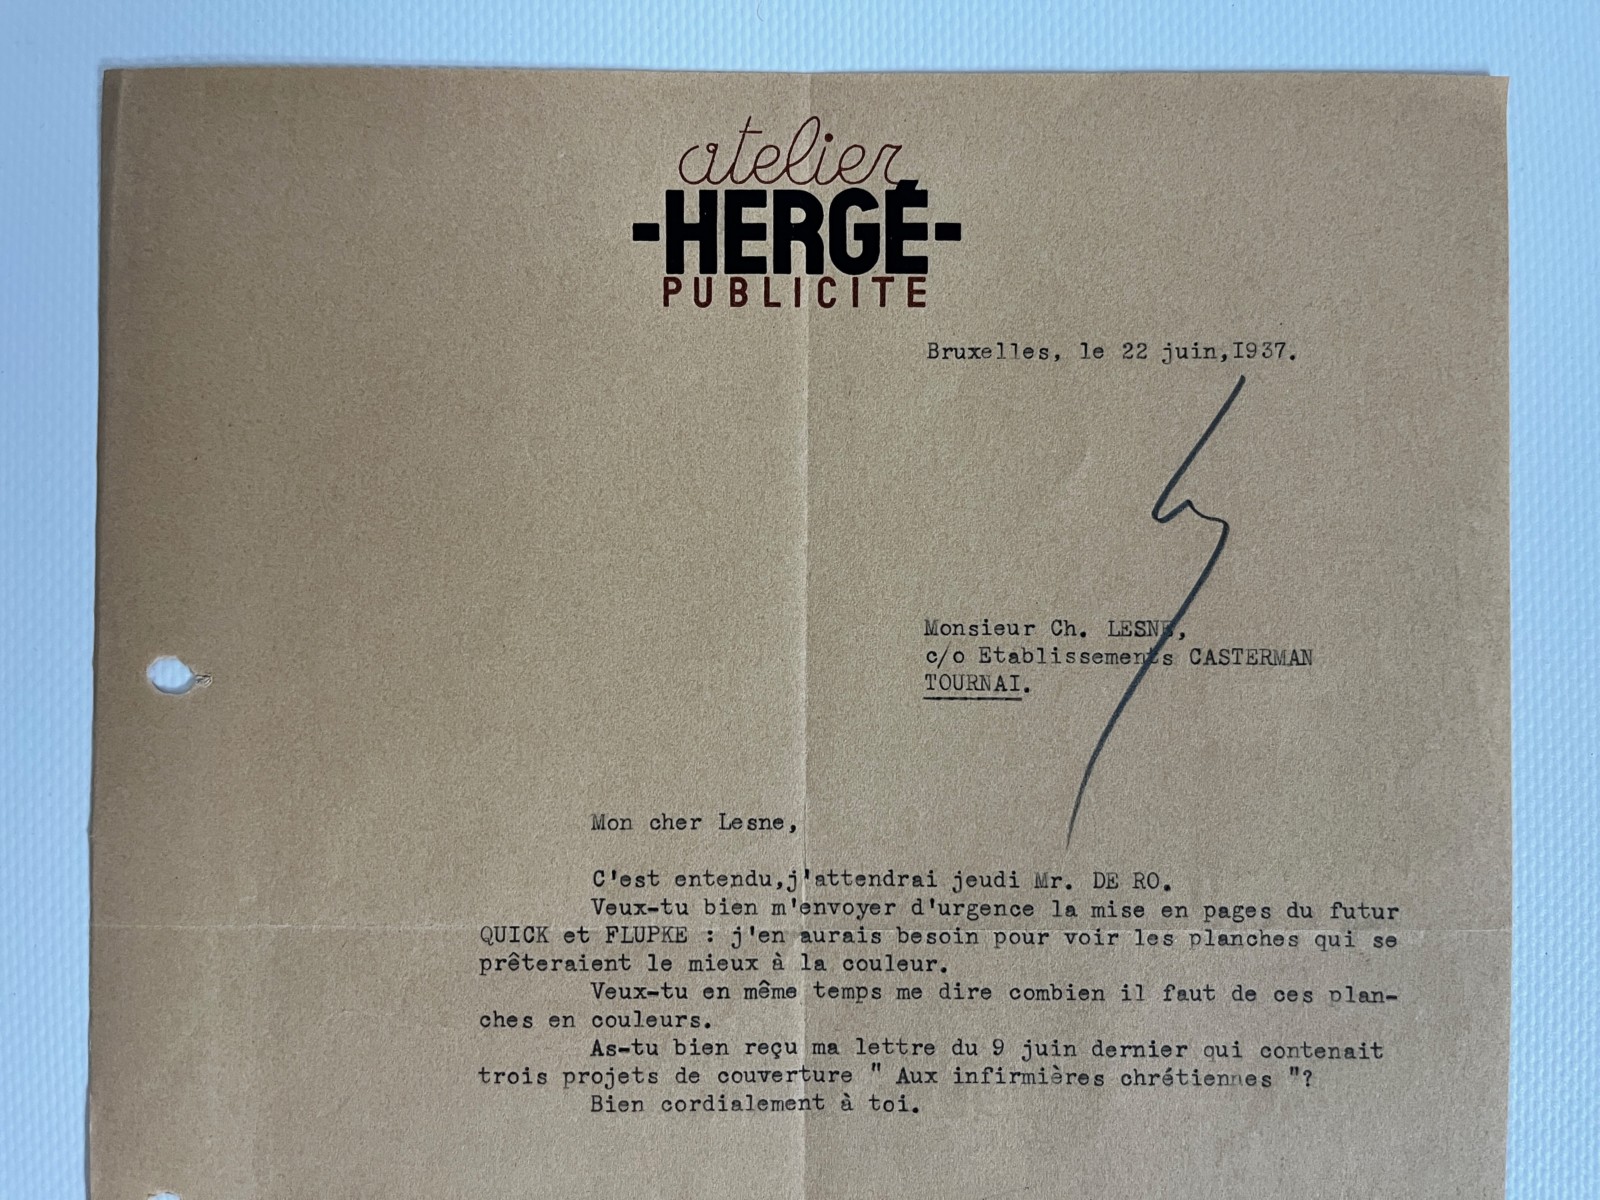 atelier
-HERGÉ-
PUBLICITE
Bruxelles, le 22 juin,I937.
Monsieur Ch. LESNE,
c/o Etablissements CASTERMAN
TOURNAI.
Mon cher Lesne,
C'est entendu,j'attendrai jeudi Mr. DE RO.
Veux-tu bien m'envoyer d'urgence la mise en pages du futur
QUICK et FLUPKE : j'en aurais besoin pour voir les planches qui se
prêteraient le mieux à la couleur.
Veux-tu en même temps me dire combien il faut de ces plan-
ches en couleurs.
As-tu bien reçu ma lettre du 9 juin dernier qui contenait
trois projets de couverture " Aux infirmières chrétiennes "?
Bien cordialement à toi.